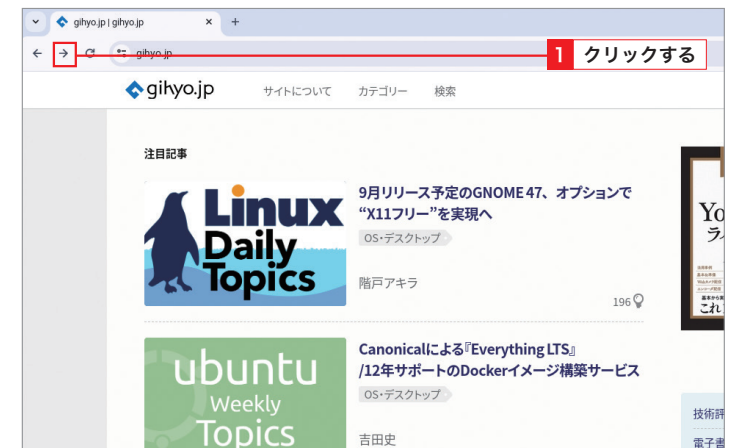 gihyo.jp | gihyo.jp
gihyo.jp
1 クリックする
gihyo.jp サイトについて カテゴリー 検索
注目記事
Linux
Daily
Topics
9月リリース予定のGNOME 47、オプションで
“X11フリー”を実現へ
OS・デスクトップ
階戸アキラ
196
ubuntu
Weekly
Topics
Canonicalによる『Everything LTS』
/12年サポートのDockerイメージ構築サービス
OS・デスクトップ
吉田史
Yo
ラ
これ
技術評
電子書